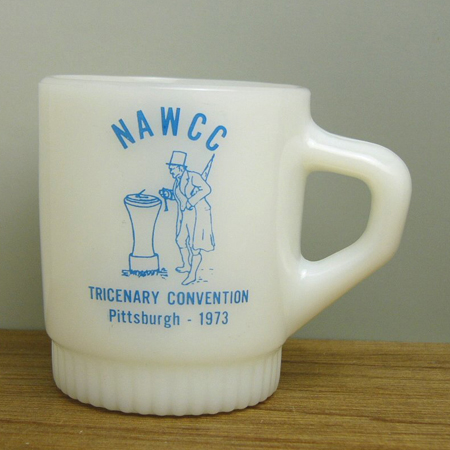 NAWCC
TRICENARY CONVENTION
Pittsburgh - 1973